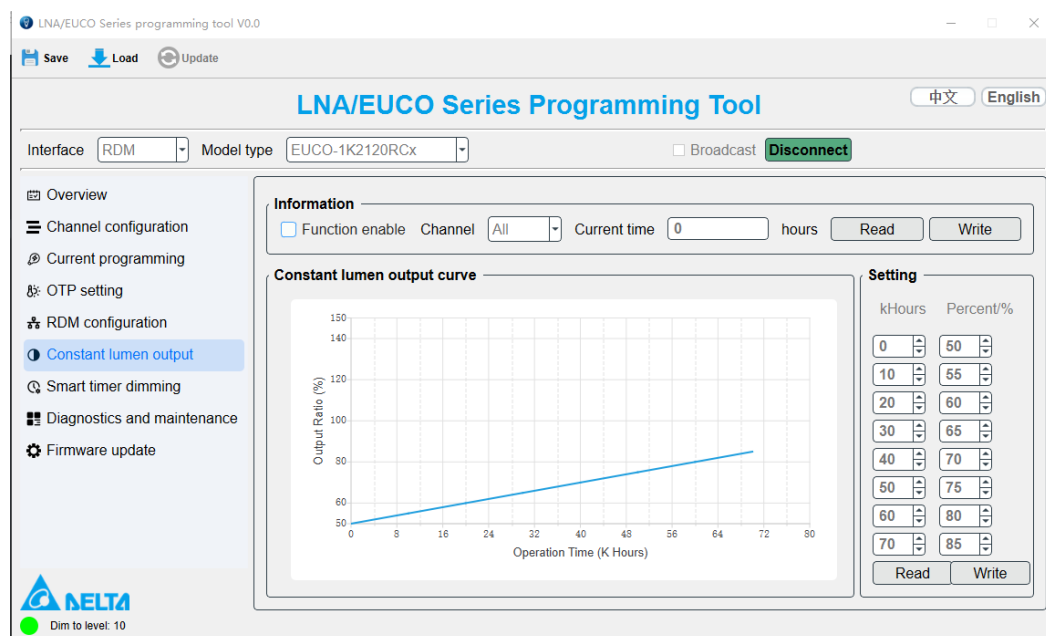 LNA/EUCO Series programming tool V0.0
Save Load Update
LNA/EUCO Series Programming Tool
中文 English
Interface RDM Model type EUCO-1K2120RCx Broadcast Disconnect
Overview
Channel configuration
Current programming
OTP setting
RDM configuration
Constant lumen output
Smart timer dimming
Diagnostics and maintenance
Firmware update
Information
Function enable Channel All Current time 0 hours Read Write
Constant lumen output curve
150
140
120
100
80
60
50
Output Ratio (%)
0 8 16 24 32 40 48 56 64 72 80
Operation Time (K Hours)
Setting
kHours Percent/%
0 50
10 55
20 60
30 65
40 70
50 75
60 80
70 85
Read Write
DELTA
Dim to level: 10